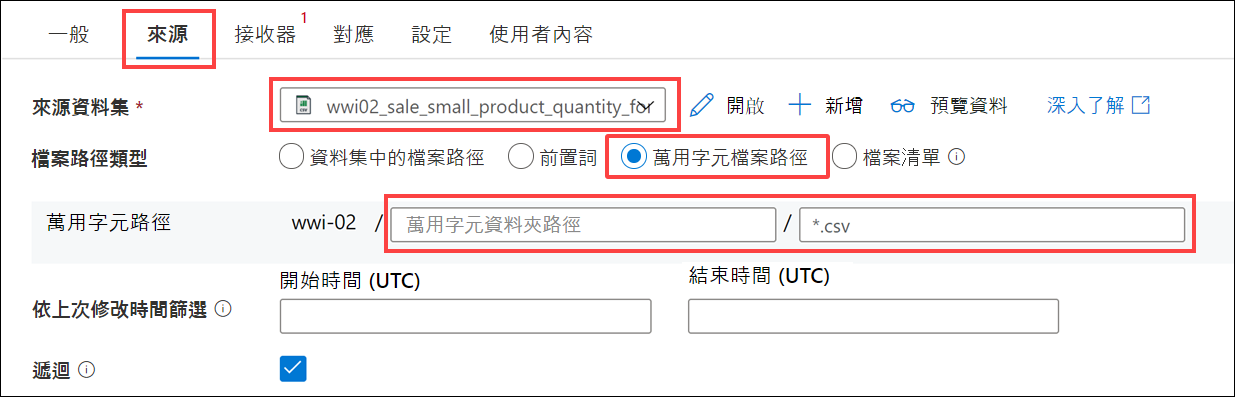 一般 來源 接收器 1 對應 設定 使用者內容
來源資料集 * wwi02_sale_small_product_quantity_for 開啟 新增 預覽資料 深入了解
檔案路徑類型 資料集中的檔案路徑 前置詞 萬用字元檔案路徑 檔案清單
萬用字元路徑 wwi-02 / 萬用字元資料夾路徑 / *.csv
開始時間 (UTC) 結束時間 (UTC)
依上次修改時間篩選
遞迴